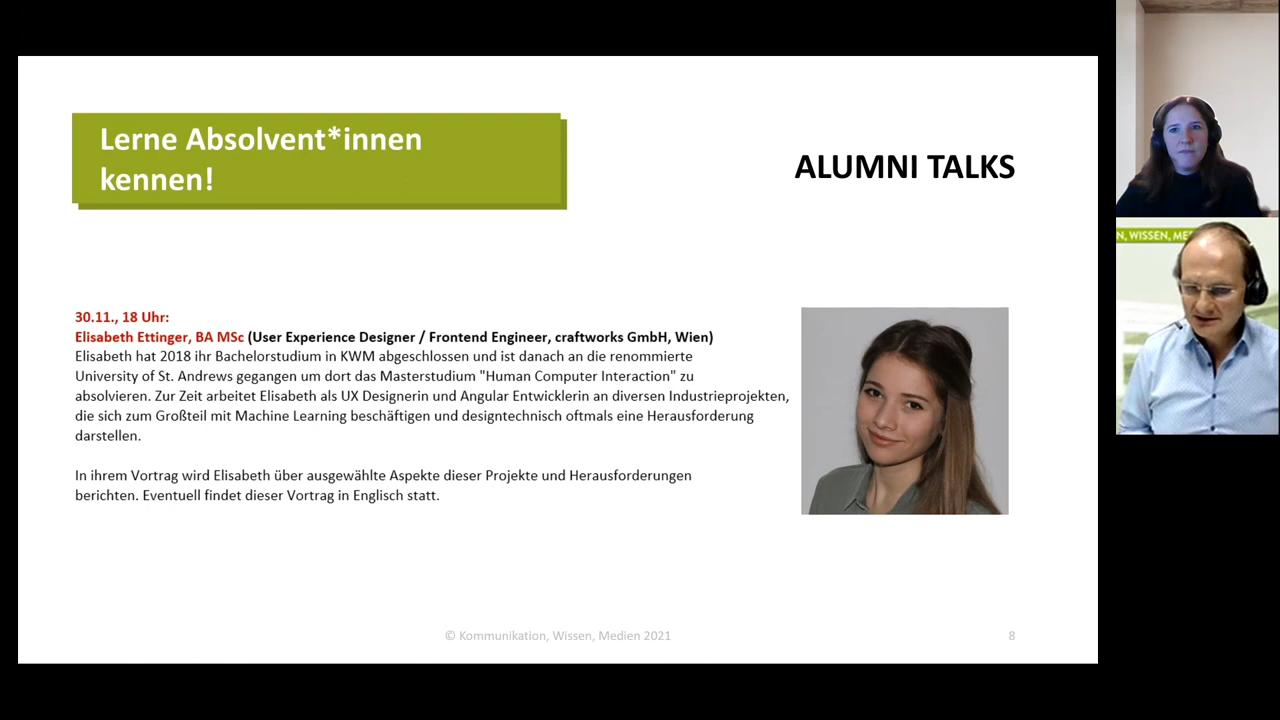 Lerne Absolvent*innen
kennen!
ALUMNI TALKS
30.11., 18 Uhr:
Elisabeth Ettinger, BA MSc (User Experience Designer / Frontend Engineer, craftworks GmbH, Wien)
Elisabeth hat 2018 ihr Bachelorstudium in KWM abgeschlossen und ist danach an die renommierte
University of St. Andrews gegangen um dort das Masterstudium "Human Computer Interaction" zu
absolvieren. Zur Zeit arbeitet Elisabeth als UX Designerin und Angular Entwicklerin an diversen Industrieprojekten,
die sich zum Großteil mit Machine Learning beschäftigen und designtechnisch oftmals eine Herausforderung
darstellen.
In ihrem Vortrag wird Elisabeth über ausgewählte Aspekte dieser Projekte und Herausforderungen
berichten. Eventuell findet dieser Vortrag in Englisch statt.
© Kommunikation, Wissen, Medien 2021
8
N, WISSEN, ME